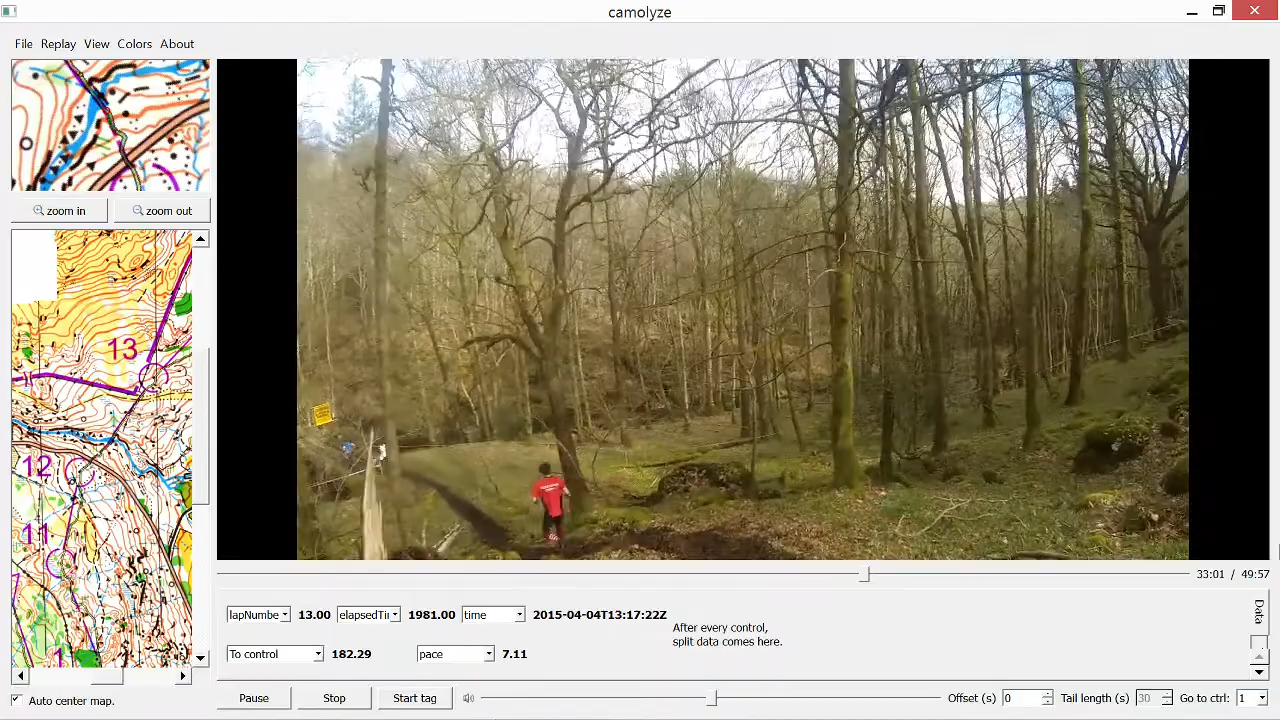 camolyze
File Replay View Colors About
zoom in zoom out
13
12
11
1
33:01 / 49:57
lapNumbe 13.00 elapsedTii 1981.00 time 2015-04-04T13:17:22Z
After every control,
split data comes here.
To control 182.29 pace 7.11
Data
Auto center map.
Pause Stop Start tag Offset (s) 0 Tail length (s) 30 Go to ctrl: 1